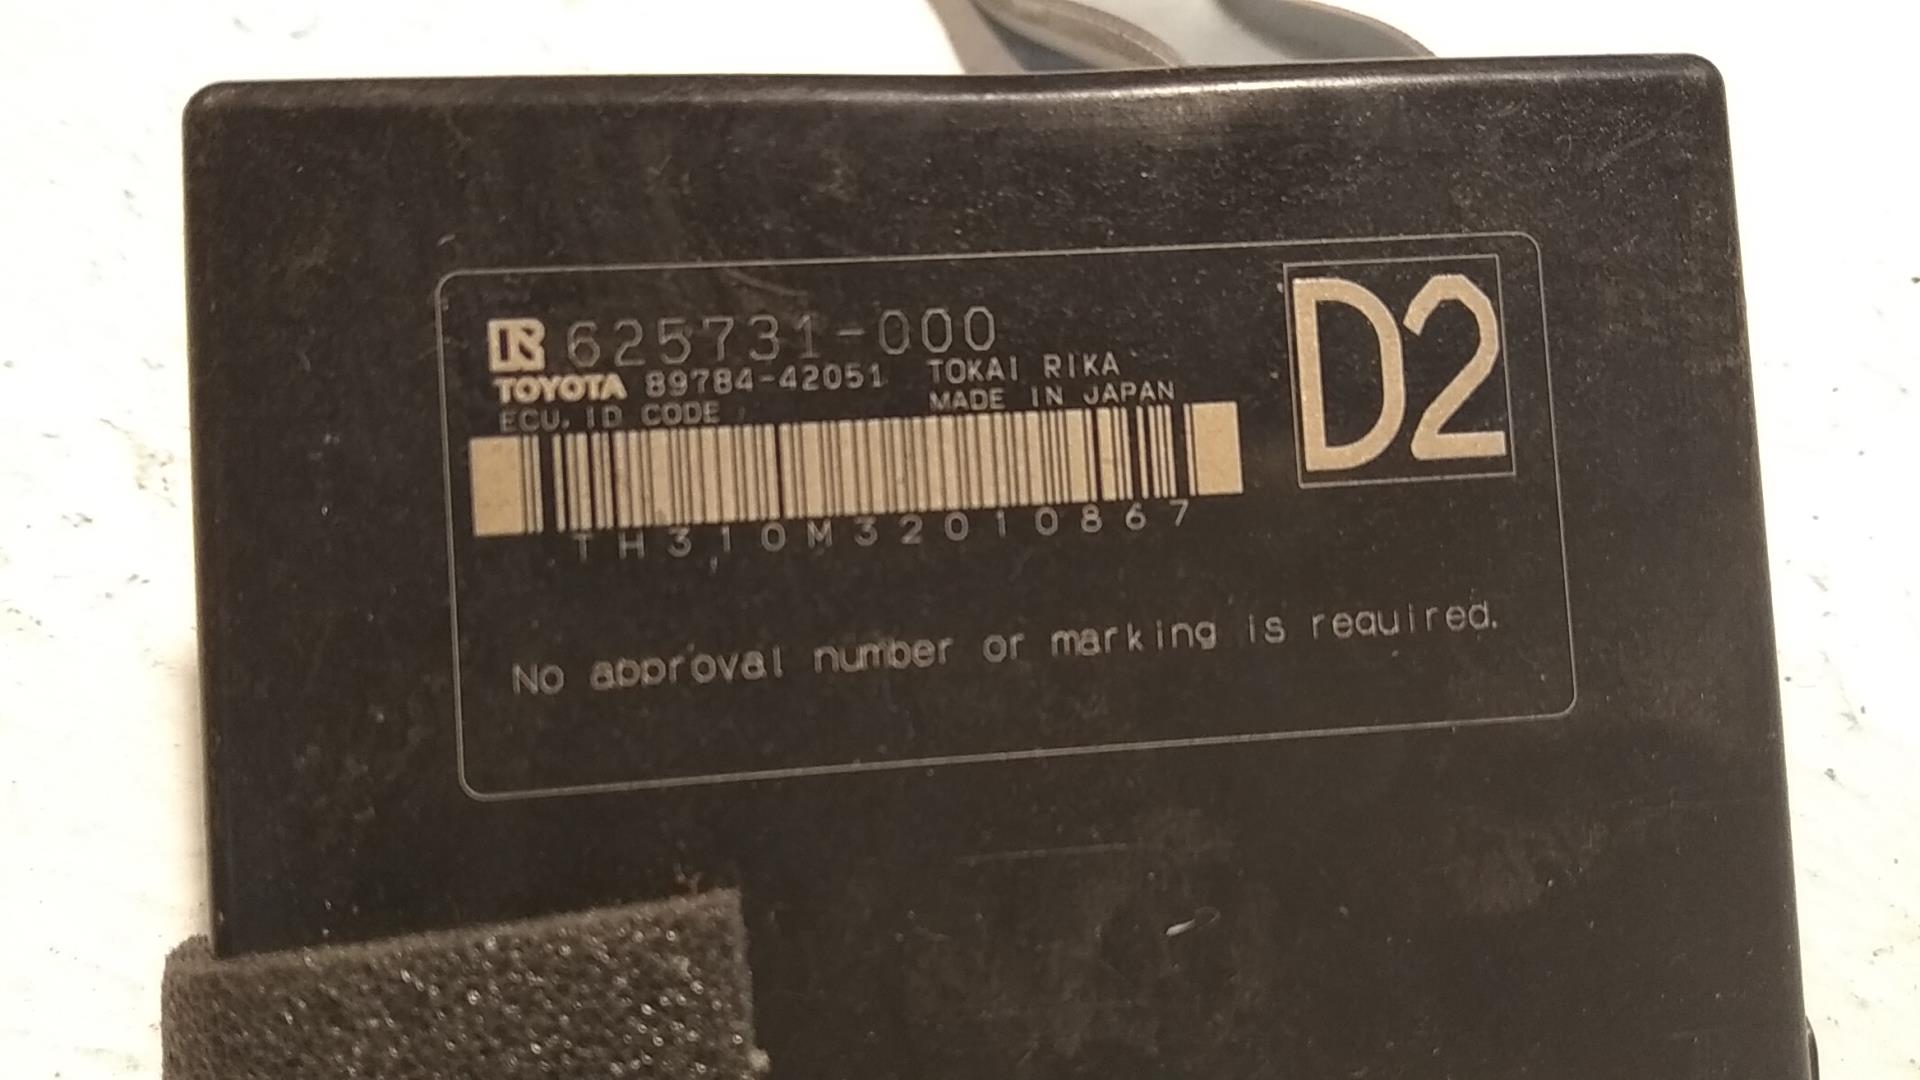 625731-000
TOYOTA 89784-42051 TOKAI RIKA
ECU. ID CODE MADE IN JAPAN
D2
TH310M32010867
No approval number or marking is required.